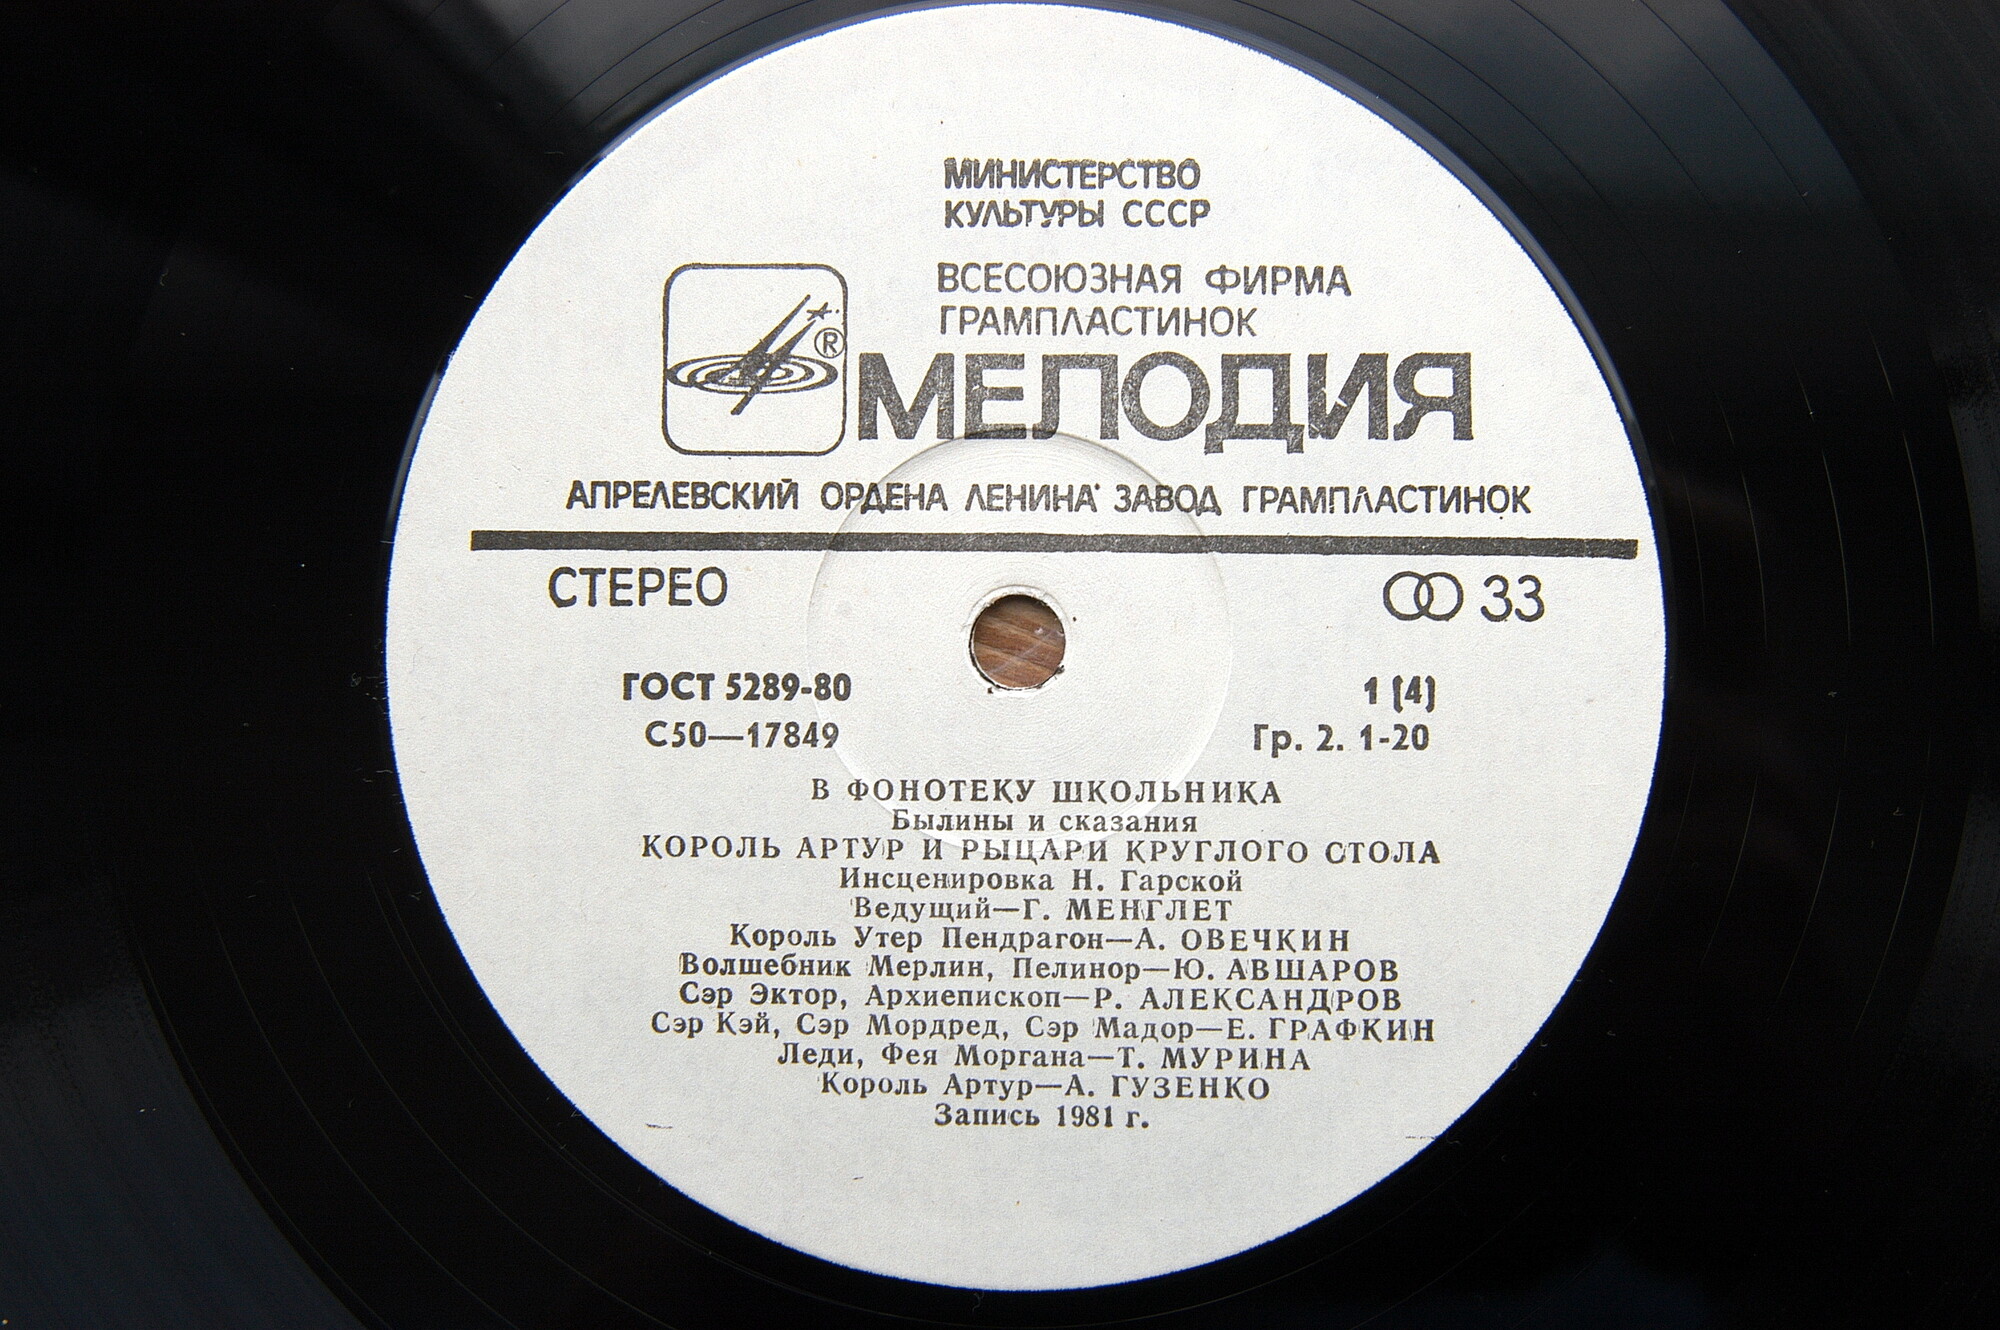 МИНИСТЕРСТВО
КУЛЬТУРЫ СССР
ВСЕСОЮЗНАЯ ФИРМА
ГРАМПЛАСТИНОК
®
МЕЛОДИЯ
АПРЕЛЕВСКИЙ ОРДЕНА ЛЕНИНА ЗАВОД ГРАМПЛАСТИНОК
СТЕРЕО
33
ГОСТ 5289-80
1 (4)
С50—17849
Гр. 2. 1-20
В ФОНОТЕКУ ШКОЛЬНИКА
Былины и сказания
КОРОЛЬ АРТУР И РЫЦАРИ КРУГЛОГО СТОЛА
Инсценировка Н. Гарской
Ведущий—Г. МЕНГЛЕТ
Король Утер Пендрагон—А. ОВЕЧКИН
Волшебник Мерлин, Пелинор—Ю. АВШАРОВ
Сэр Эктор, Архиепископ—Р. АЛЕКСАНДРОВ
Сэр Кэй, Сэр Мордред, Сэр Мадор—Е. ГРАФКИН
Леди, Фея Моргана—Т. МУРИНА
Король Артур—А. ГУЗЕНКО
Запись 1981 г.